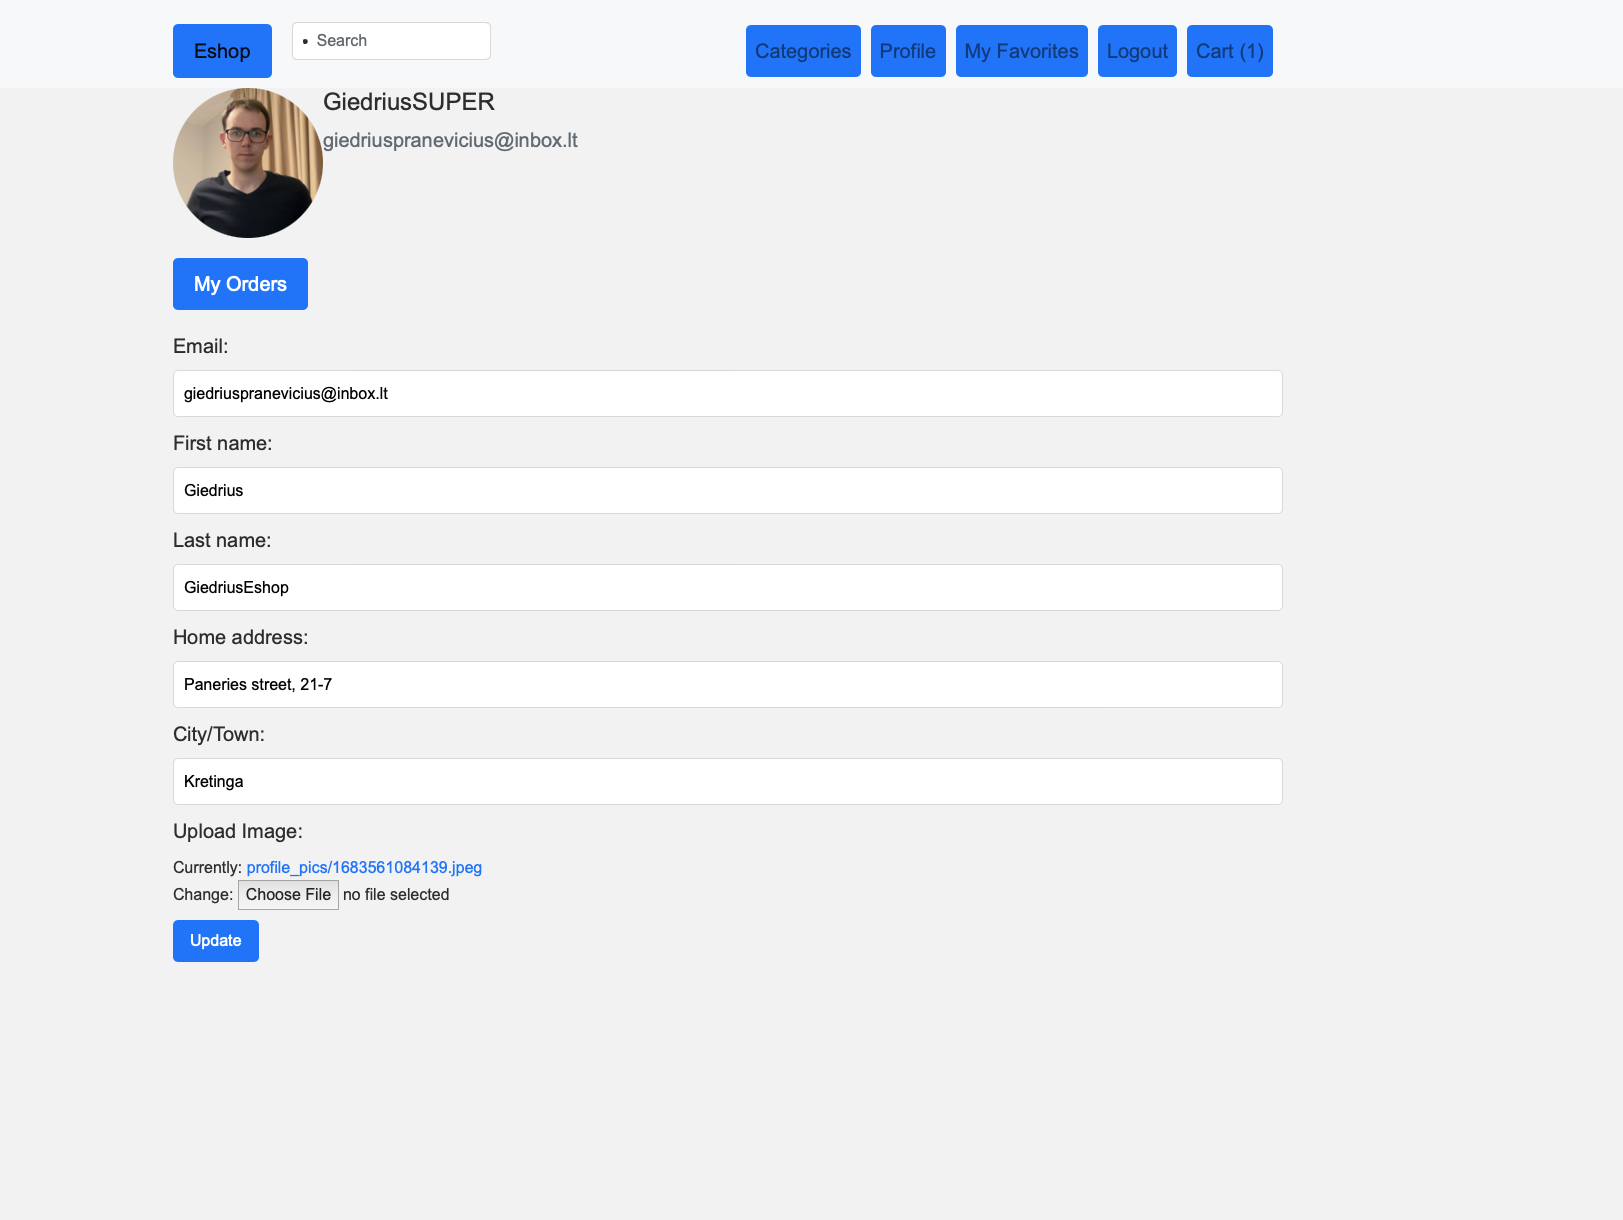 Eshop
Search
Categories Profile My Favorites Logout Cart (1)
GiedriusSUPER
giedriuspranevicius@inbox.lt
My Orders
Email:
giedriuspranevicius@inbox.lt
First name:
Giedrius
Last name:
GiedriusEshop
Home address:
Paneries street, 21-7
City/Town:
Kretinga
Upload Image:
Currently: profile_pics/1683561084139.jpeg
Change: Choose File no file selected
Update